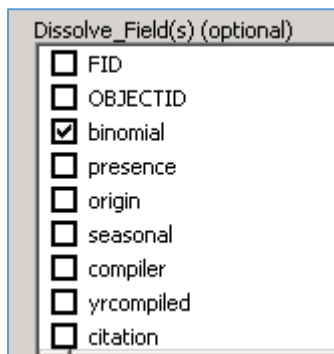 Dissolve_Field(s) (optional)
FID
OBJECTID
binomial
presence
origin
seasonal
compiler
yrcompiled
citation